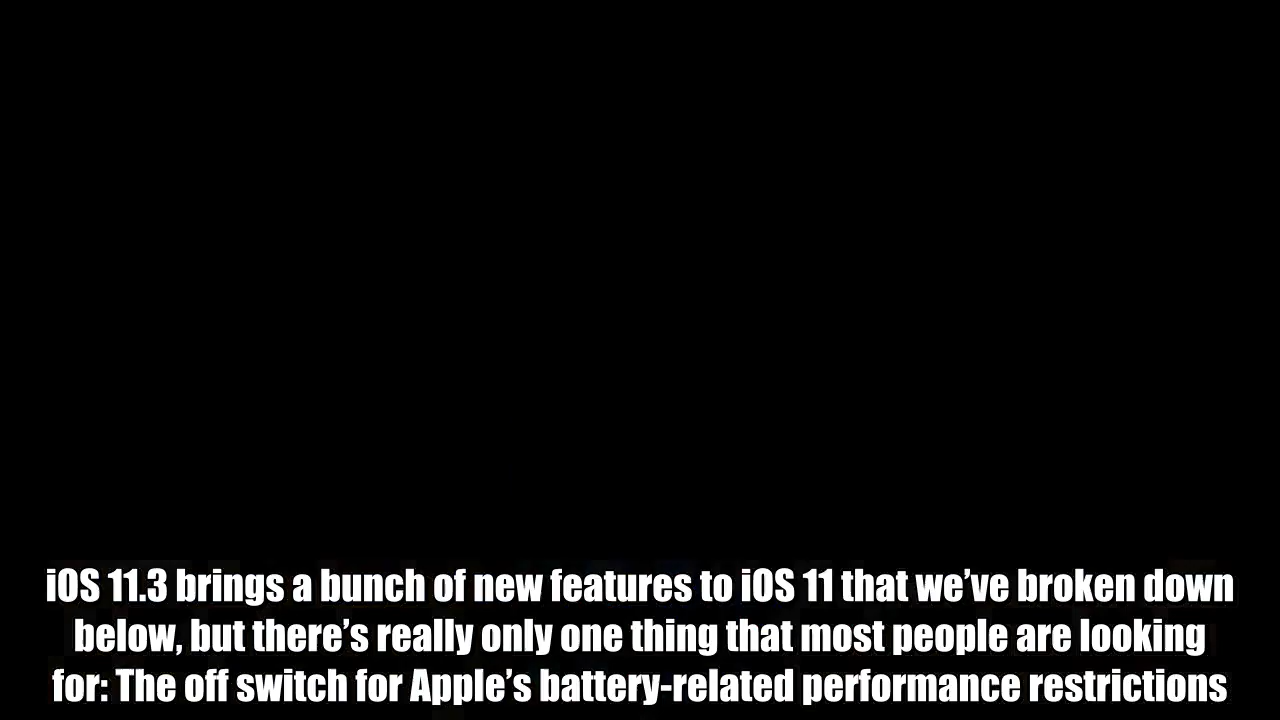 iOS 11.3 brings a bunch of new features to iOS 11 that we’ve broken down
below, but there’s really only one thing that most people are looking
for: The off switch for Apple’s battery-related performance restrictions